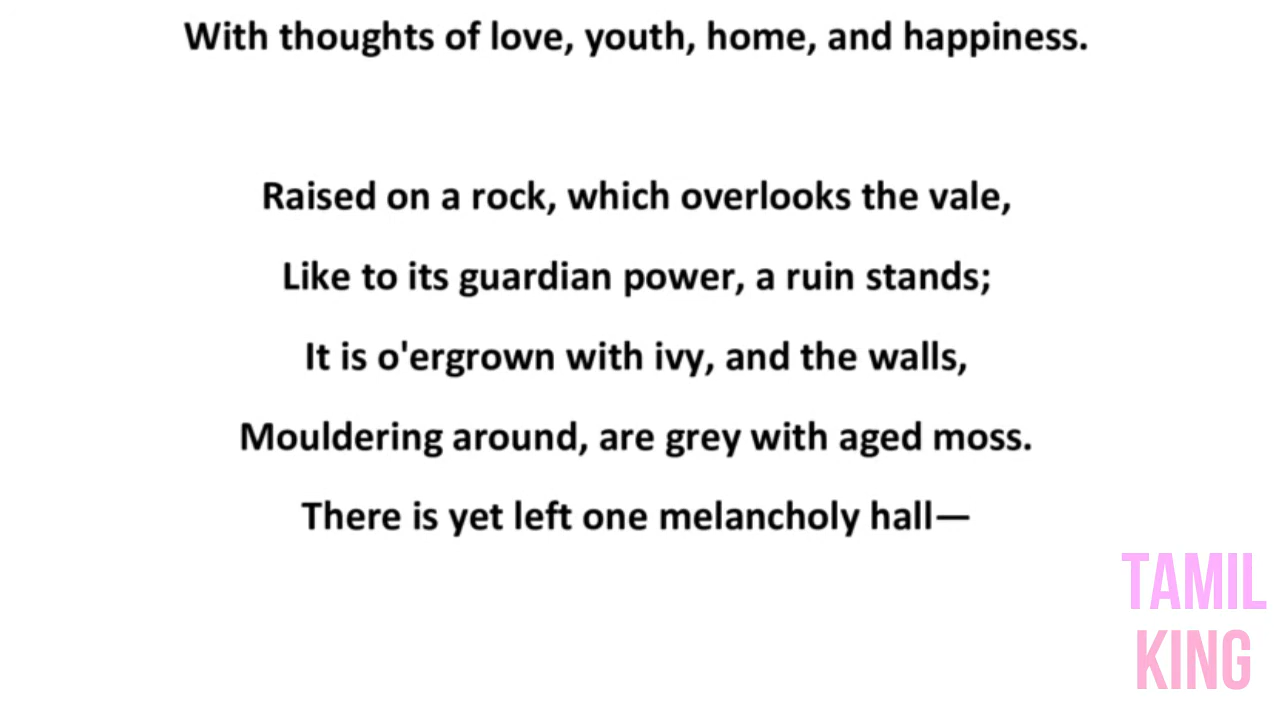 With thoughts of love, youth, home, and happiness.
Raised on a rock, which overlooks the vale,
Like to its guardian power, a ruin stands;
It is o'ergrown with ivy, and the walls,
Mouldering around, are grey with aged moss.
There is yet left one melancholy hall—
TAMIL
KING